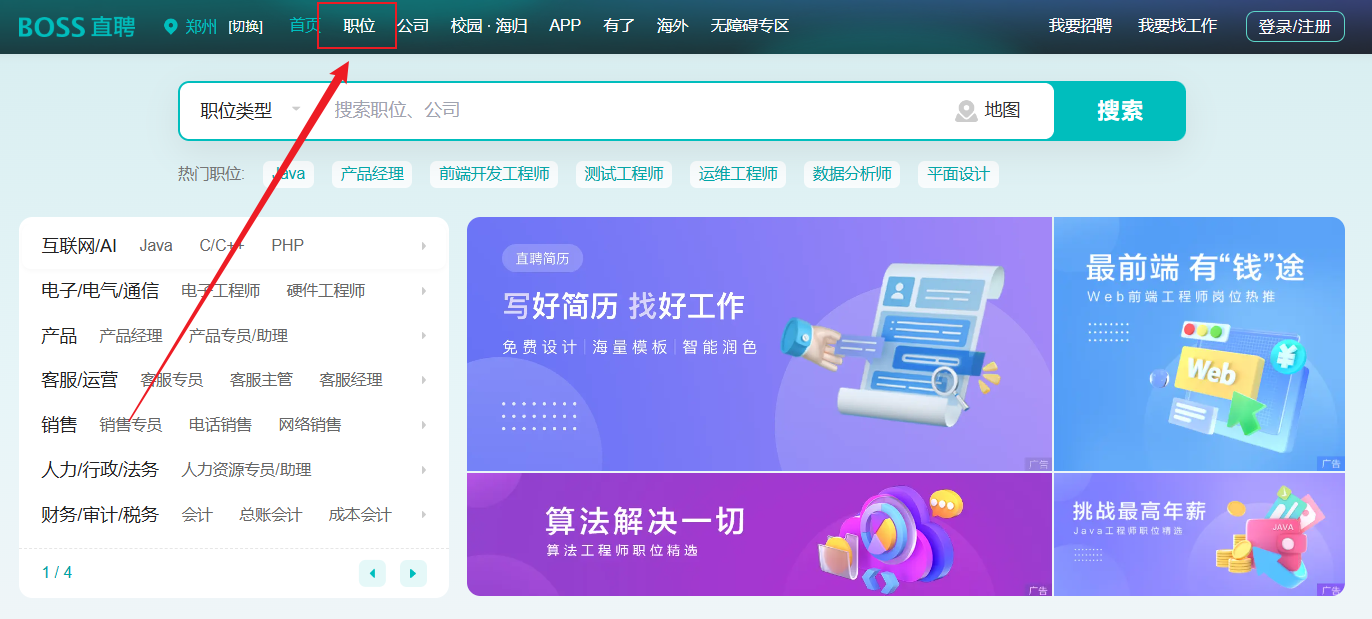 BOSS 直聘 郑州 [切换] 首页 职位 公司 校园 · 海归 APP 有了 海外 无障碍专区 我要招聘 我要找工作 登录/注册
职位类型 搜索职位、公司 地图 搜索
热门职位: Java 产品经理 前端开发工程师 测试工程师 运维工程师 数据分析师 平面设计
互联网/AI Java C/C++ PHP
电子/电气/通信 电子工程师 硬件工程师
产品 产品经理 产品专员/助理
客服/运营 客服专员 客服主管 客服经理
销售 销售专员 电话销售 网络销售
人力/行政/法务 人力资源专员/助理
财务/审计/税务 会计 总账会计 成本会计
1 / 4
直聘简历
写好简历 找好工作
免费设计 | 海量模板 | 智能润色
广告
最前端 有“钱”途
Web前端工程师岗位热推
Web
¥
广告
算法解决一切
算法工程师职位精选
广告
挑战最高年薪
Java工程师职位精选
JAVA
广告